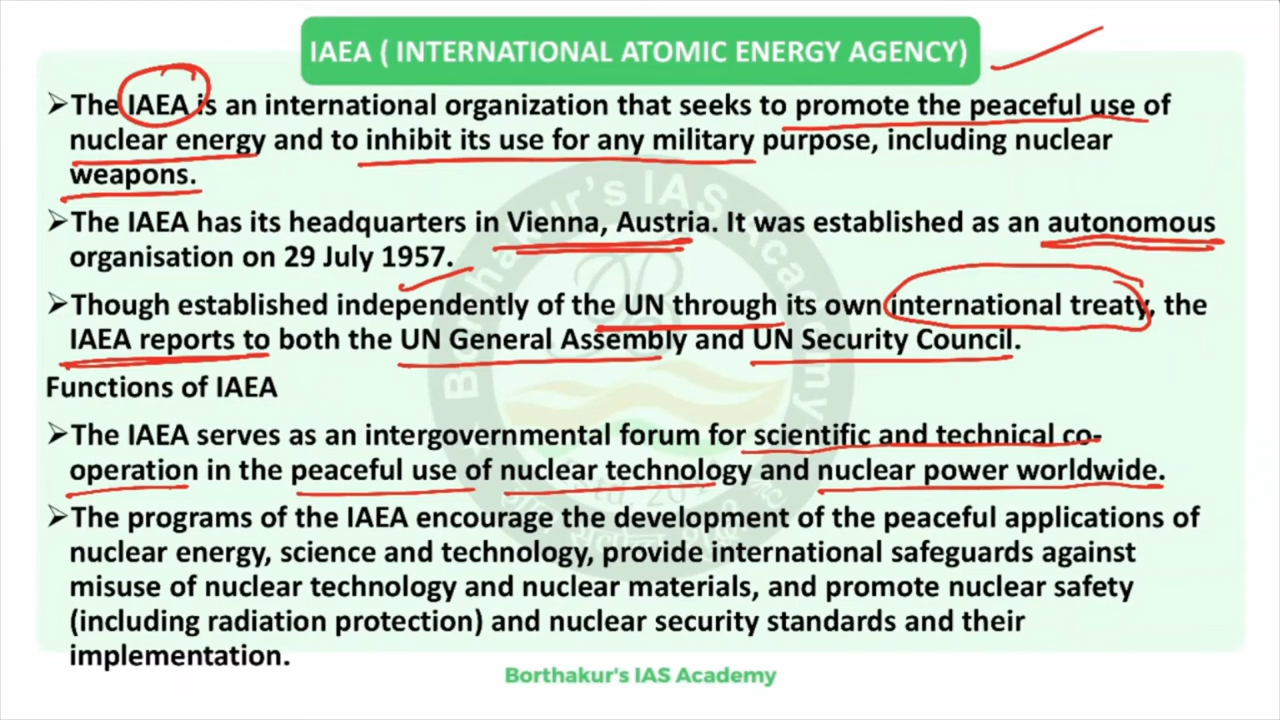 IAEA ( INTERNATIONAL ATOMIC ENERGY AGENCY)
➢The IAEA is an international organization that seeks to promote the peaceful use of
nuclear energy and to inhibit its use for any military purpose, including nuclear
weapons.
➢The IAEA has its headquarters in Vienna, Austria. It was established as an autonomous
organisation on 29 July 1957.
➢Though established independently of the UN through its own international treaty, the
IAEA reports to both the UN General Assembly and UN Security Council.
Functions of IAEA
➢The IAEA serves as an intergovernmental forum for scientific and technical co-
operation in the peaceful use of nuclear technology and nuclear power worldwide.
➢The programs of the IAEA encourage the development of the peaceful applications of
nuclear energy, science and technology, provide international safeguards against
misuse of nuclear technology and nuclear materials, and promote nuclear safety
(including radiation protection) and nuclear security standards and their
implementation.
Borthakur's IAS Academy
Borthakur's IAS Academy